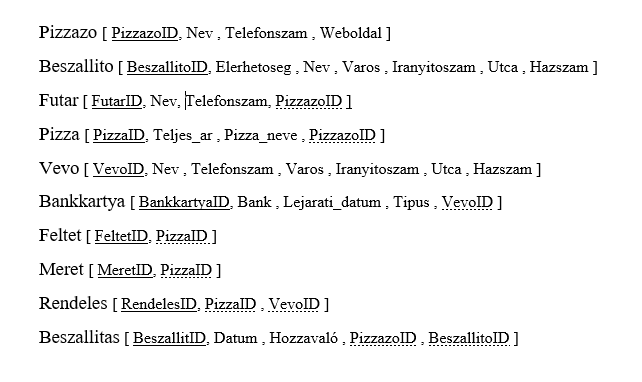 Pizzazo [ PizzazoID, Nev , Telefonszam , Weboldal ]
Beszallito [ BeszallitoID, Elerhetoseg , Nev , Varos , Iranyitoszam , Utca , Hazszam ]
Futar [ FutarID, Nev, Telefonszam, PizzazoID ]
Pizza [ PizzaID, Teljes_ar , Pizza_neve , PizzazoID ]
Vevo [ VevoID, Nev , Telefonszam , Varos , Iranyitoszam , Utca , Hazszam ]
Bankkartya [ BankkartyaID, Bank , Lejarati_datum , Tipus , VevoID ]
Feltet [ FeltetID, PizzaID ]
Meret [ MeretID, PizzaID ]
Rendeles [ RendelesID, PizzaID , VevoID ]
Beszallitas [ BeszallitID, Datum , Hozzavaló , PizzazoID , BeszallitoID ]